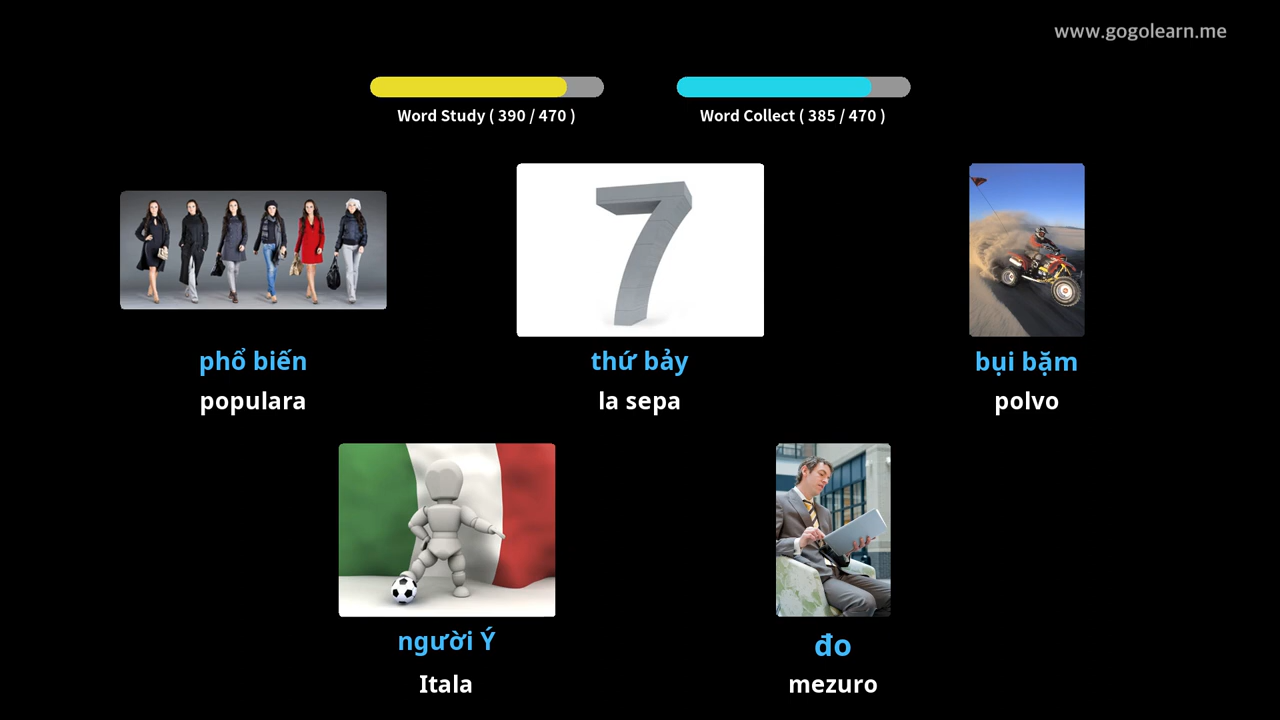 www.gogolearn.me
Word Study ( 390 / 470 )
Word Collect ( 385 / 470 )
phổ biến
populara
thứ bảy
la sepa
bụi bặm
polvo
người Ý
Itala
đo
mezuro